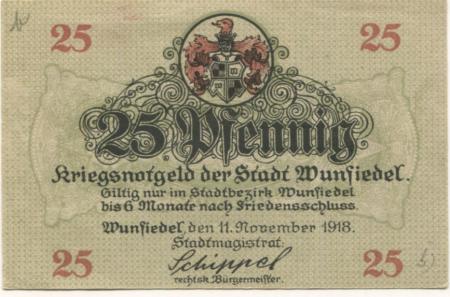 25 25
25 Pfennig
Kriegsnotgeld der Stadt Wunsiedel.
Giltig nur im Stadtbezirk Wunsiedel
bis 6 Monate nach Friedensschluss.
Wunsiedel, den 11. November 1918.
Stadtmagistrat.
Schippel
25 25
rechtsk. Bürgermeister.